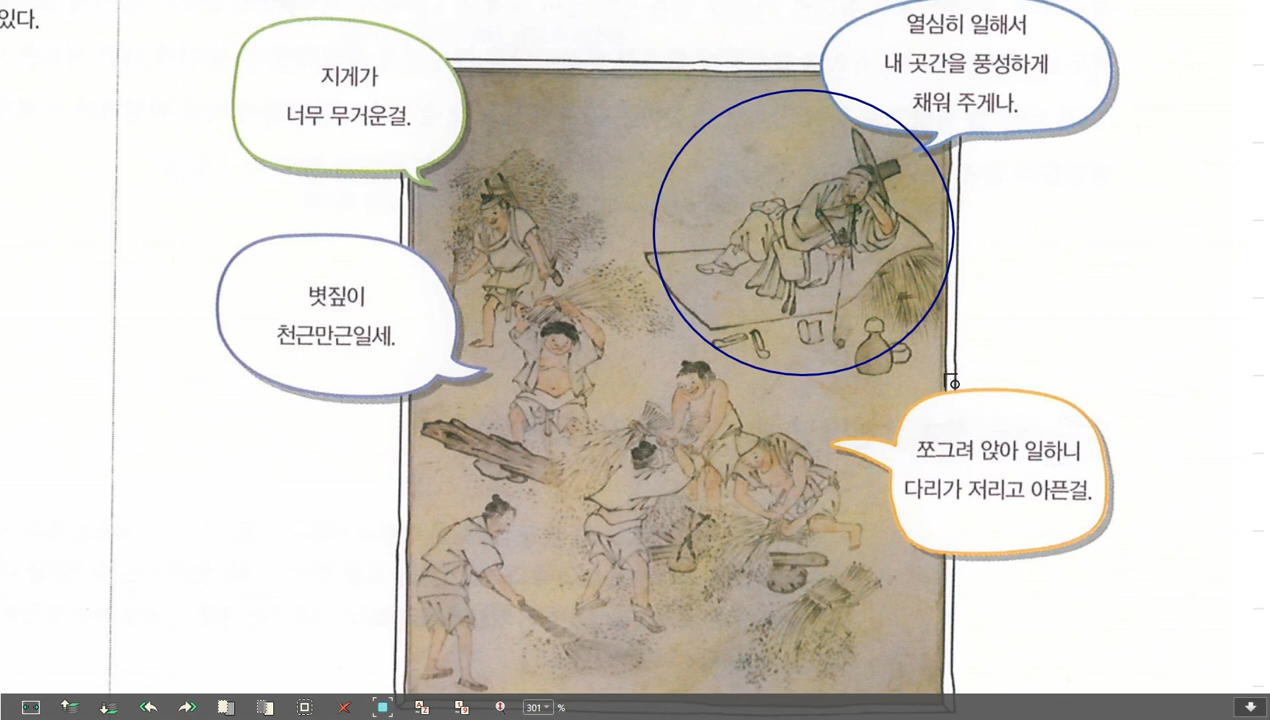 있다.
지게가
너무 무거운걸.
열심히 일해서
내 곳간을 풍성하게
채워 주게나.
볏짚이
천근만근일세.
쪼그려 앉아 일하니
다리가 저리고 아픈걸.
301 %